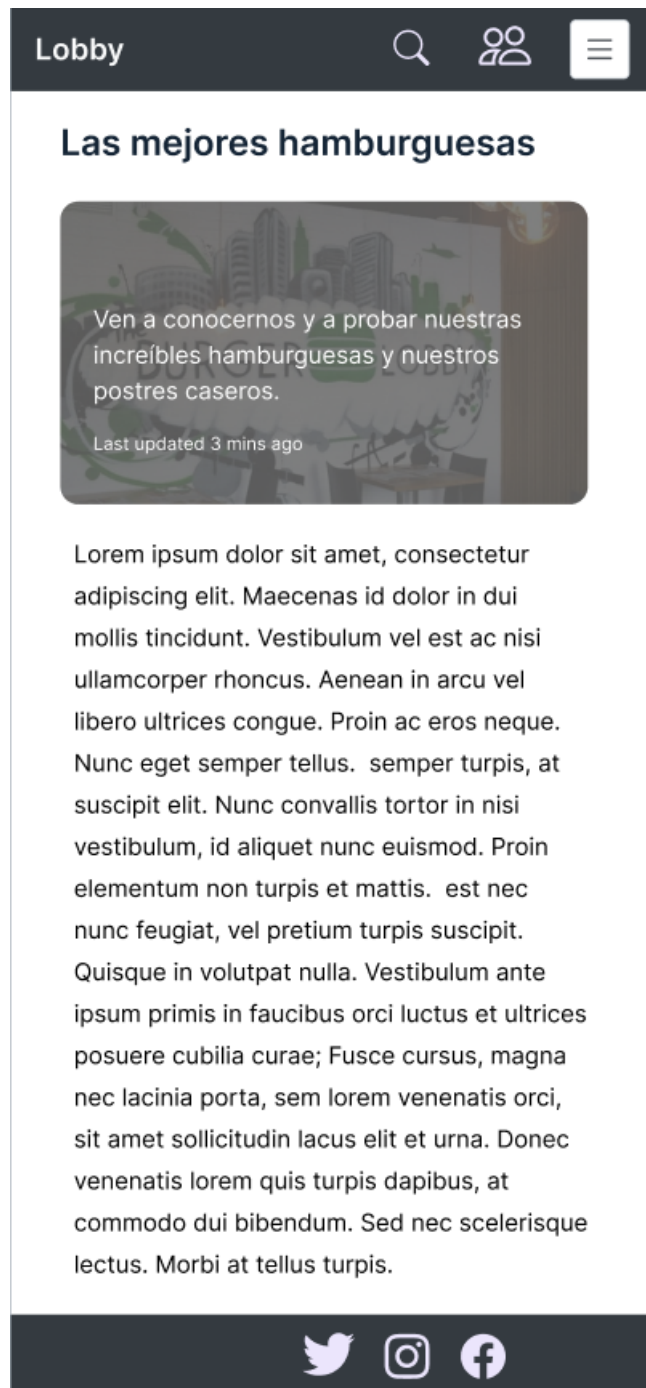 Lobby
Las mejores hamburguesas
THE
BURGER LOBBY
Ven a conocernos y a probar nuestras
increíbles hamburguesas y nuestros
postres caseros.
Last updated 3 mins ago
Lorem ipsum dolor sit amet, consectetur
adipiscing elit. Maecenas id dolor in dui
mollis tincidunt. Vestibulum vel est ac nisi
ullamcorper rhoncus. Aenean in arcu vel
libero ultrices congue. Proin ac eros neque.
Nunc eget semper tellus.  semper turpis, at
suscipit elit. Nunc convallis tortor in nisi
vestibulum, id aliquet nunc euismod. Proin
elementum non turpis et mattis.  est nec
nunc feugiat, vel pretium turpis suscipit.
Quisque in volutpat nulla. Vestibulum ante
ipsum primis in faucibus orci luctus et ultrices
posuere cubilia curae; Fusce cursus, magna
nec lacinia porta, sem lorem venenatis orci,
sit amet sollicitudin lacus elit et urna. Donec
venenatis lorem quis turpis dapibus, at
commodo dui bibendum. Sed nec scelerisque
lectus. Morbi at tellus turpis.